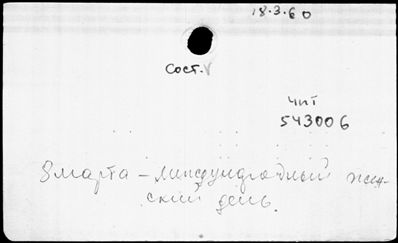 18.3.60
Сост. V
Чит
543006
8 марта – Международный жен-
ский день.